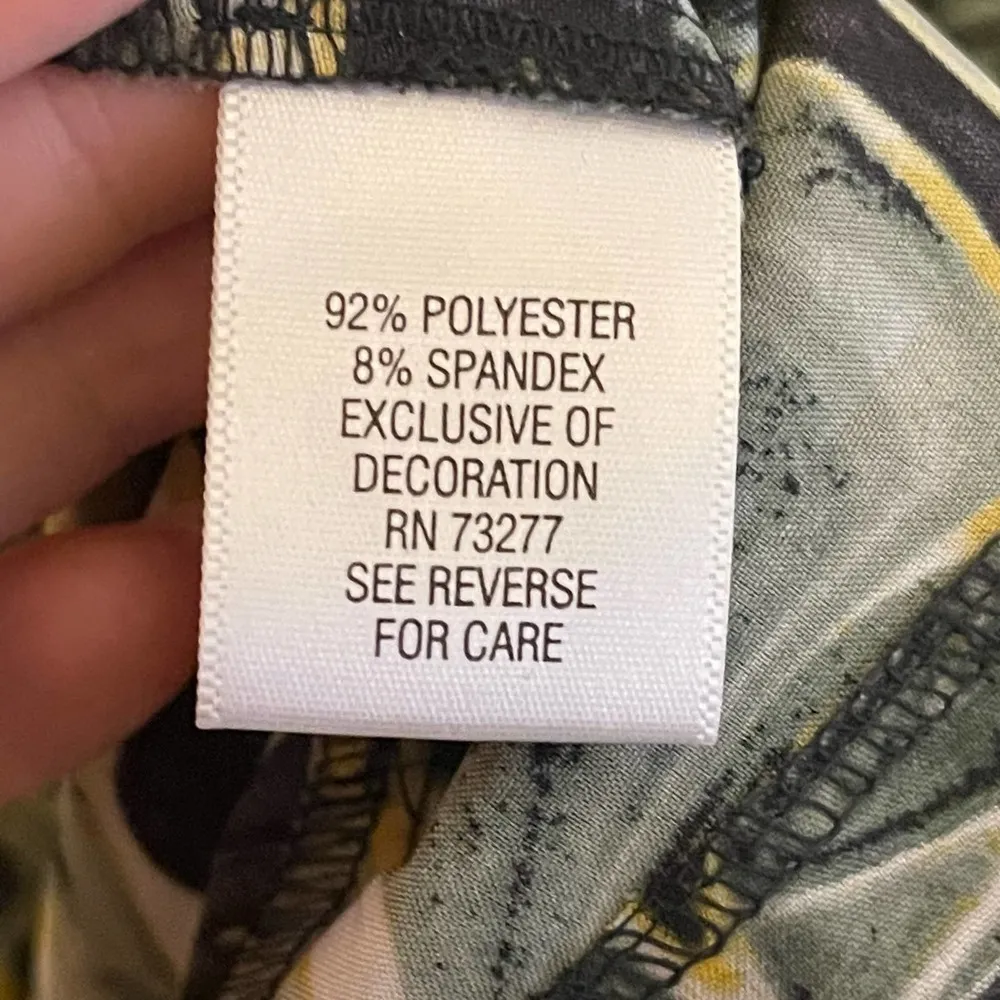 92% POLYESTER
8% SPANDEX
EXCLUSIVE OF
DECORATION
RN 73277
SEE REVERSE
FOR CARE